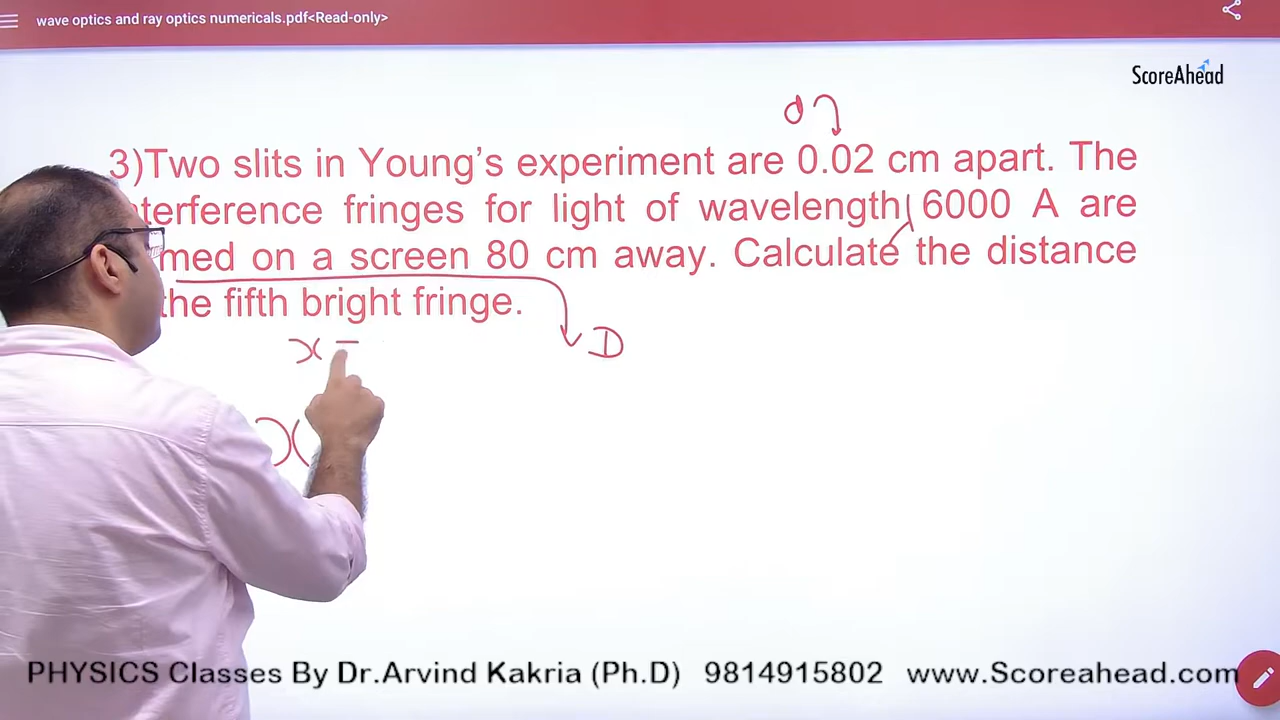 wave optics and ray optics numericals.pdf<Read-only>
ScoreAhead
d
3)Two slits in Young's experiment are 0.02 cm apart. The
terference fringes for light of wavelength 6000 A are
med on a screen 80 cm away. Calculate the distance
the fifth bright fringe.
x = D
x
PHYSICS Classes By Dr.Arvind Kakria (Ph.D) 9814915802 www.Scoreahead.com